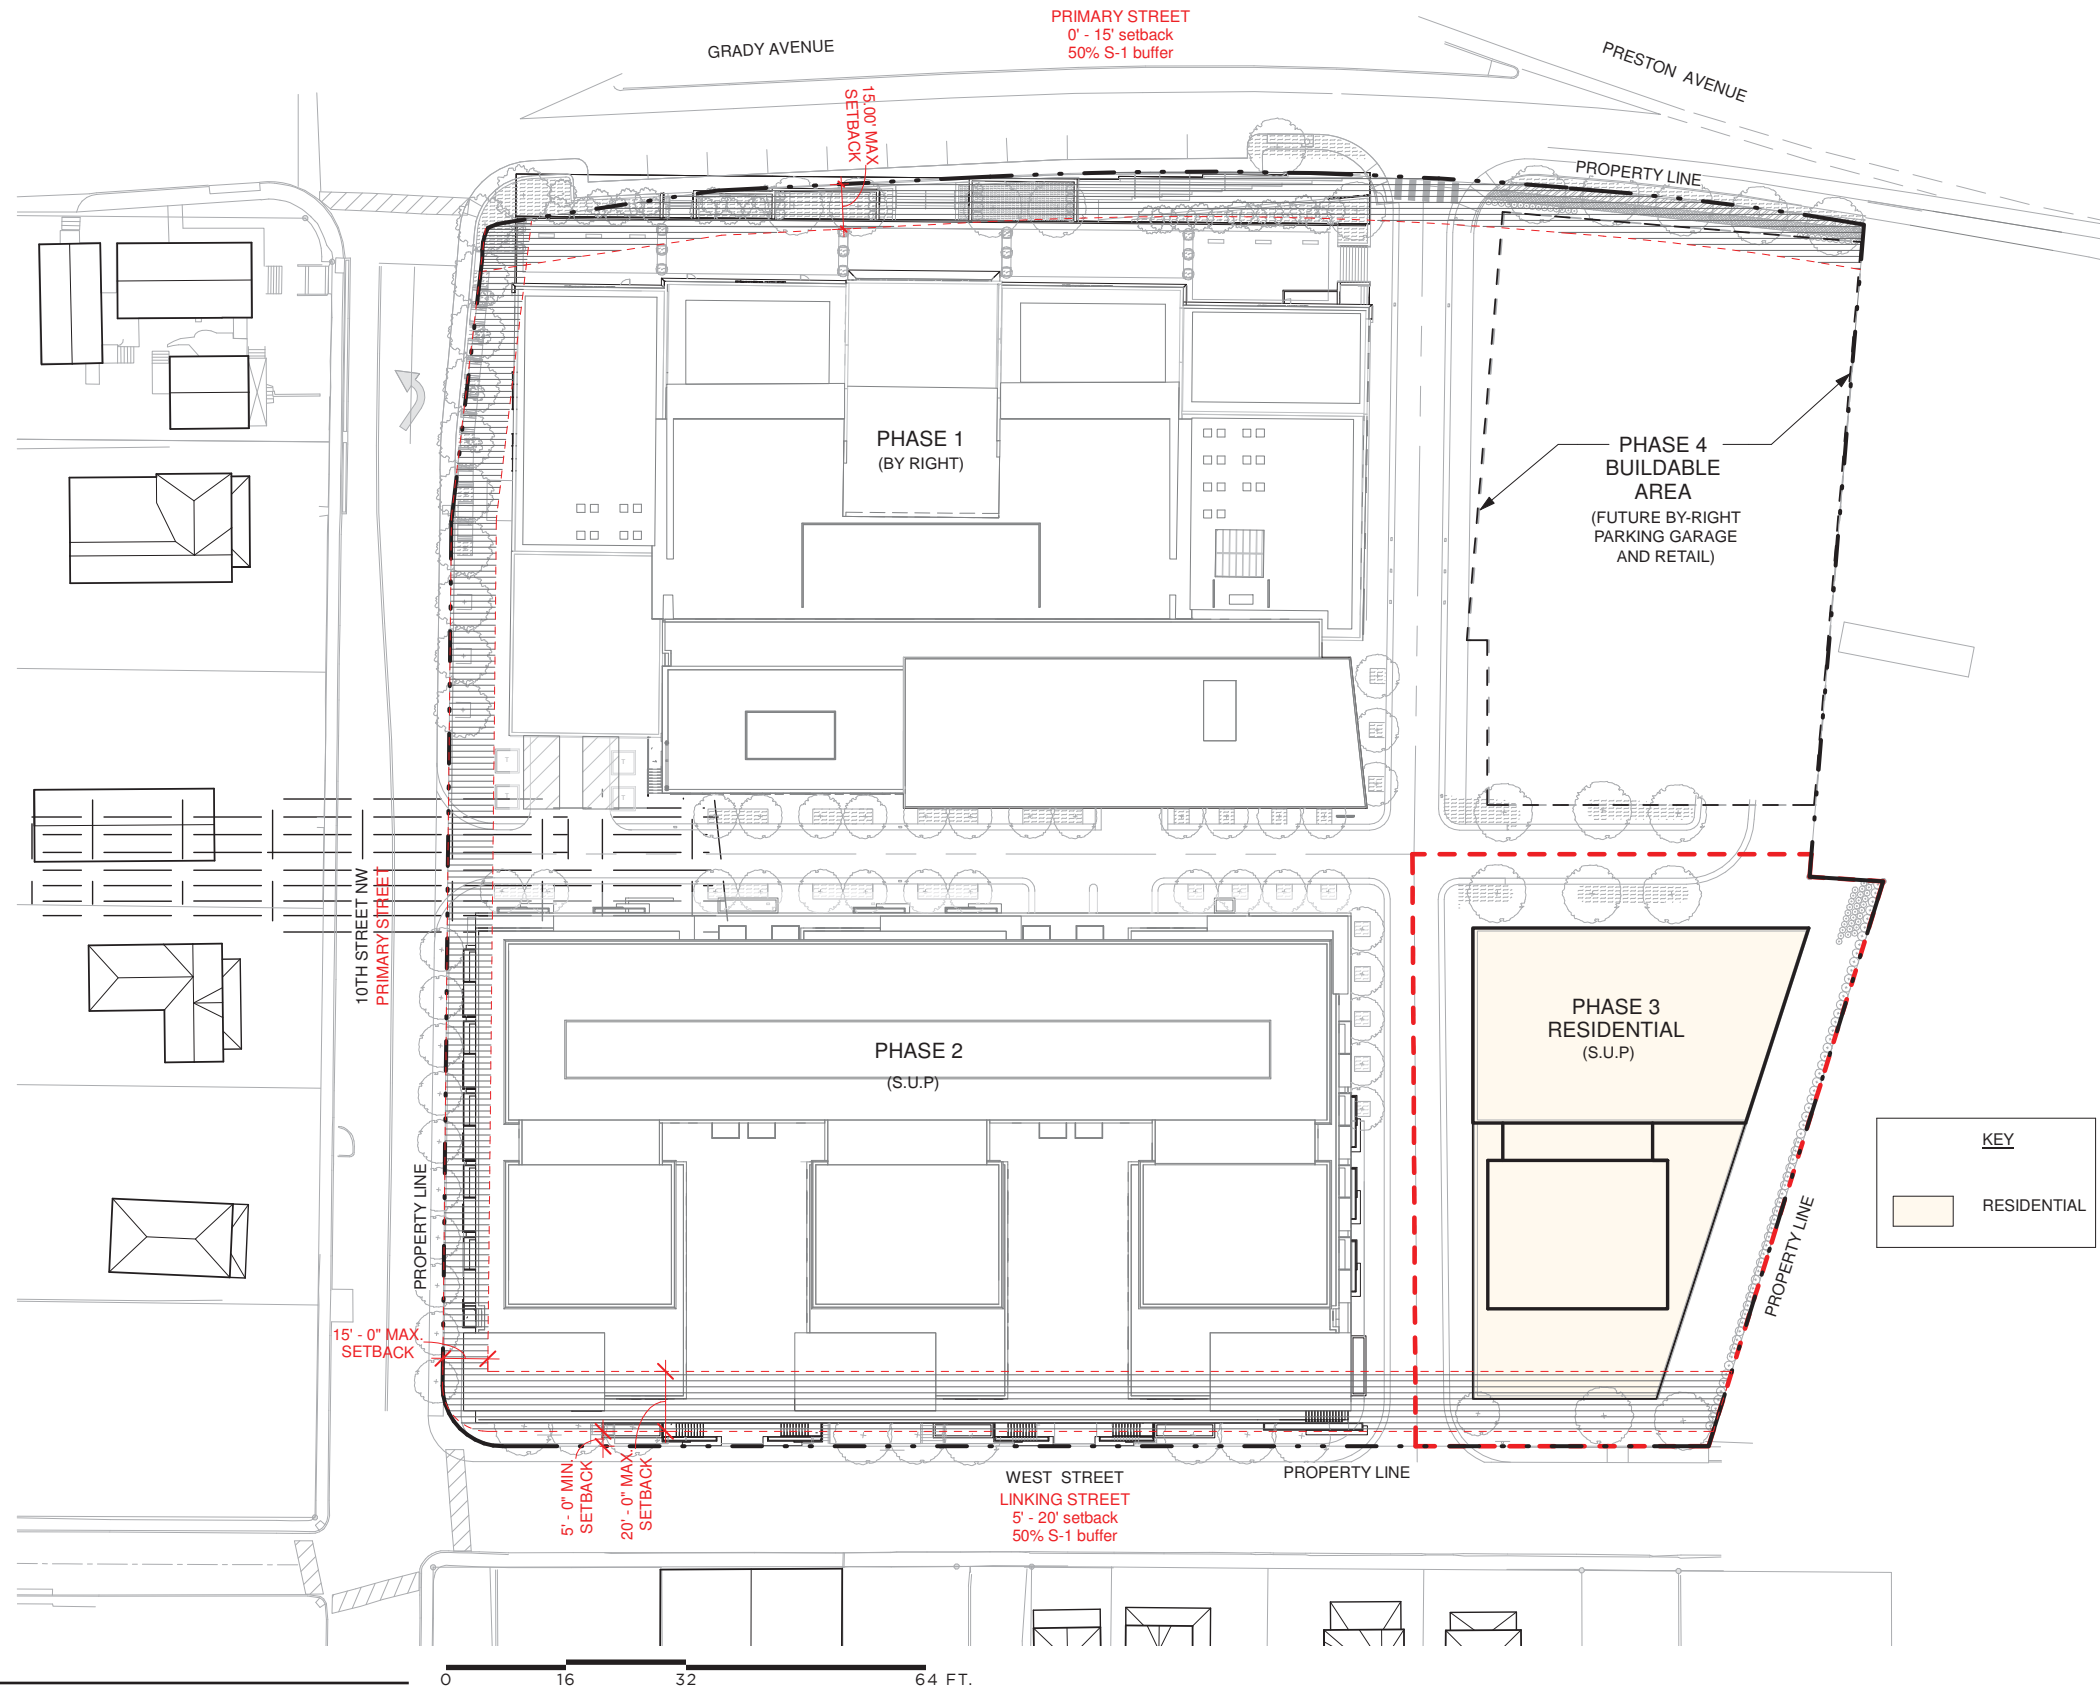 PRIMARY STREET
0' - 15' setback
50% S-1 buffer
GRADY AVENUE
PRESTON AVENUE
15.00' MAX
SETBACK
PROPERTY LINE
PHASE 1
(BY RIGHT)
PHASE 4
BUILDABLE
AREA
(FUTURE BY-RIGHT
PARKING GARAGE
AND RETAIL)
10TH STREET NW
PRIMARY STREET
PHASE 2
(S.U.P)
PHASE 3
RESIDENTIAL
(S.U.P)
KEY
RESIDENTIAL
PROPERTY LINE
PROPERTY LINE
15' - 0" MAX.
SETBACK
5' - 0" MIN.
SETBACK
20' - 0" MAX.
SETBACK
WEST STREET
LINKING STREET
5' - 20' setback
50% S-1 buffer
PROPERTY LINE
0 16 32 64 FT.